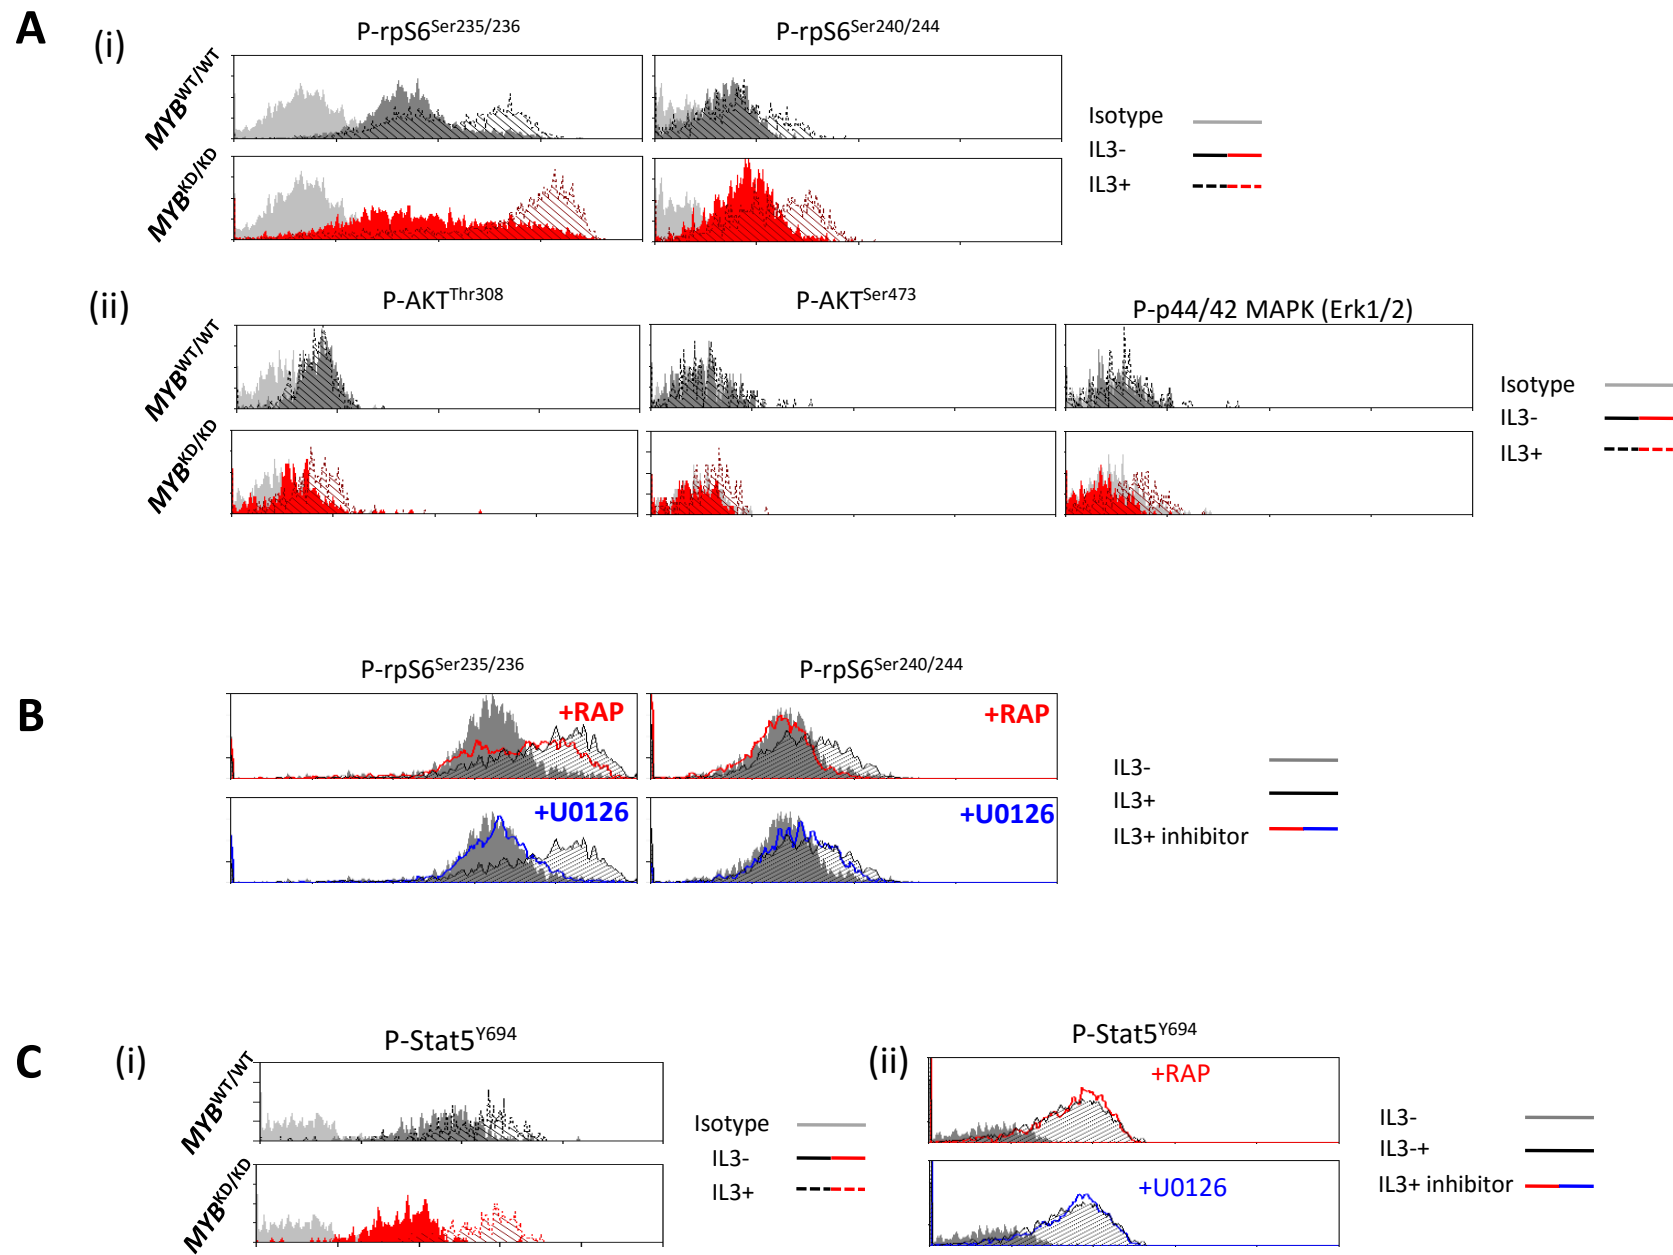 A
(i)
P-rpS6Ser235/236
P-rpS6Ser240/244
MYBWT/WT
MYBKD/KD
Isotype
IL3-
IL3+
(ii)
P-AKTThr308
P-AKTSer473
P-p44/42 MAPK (Erk1/2)
MYBWT/WT
MYBKD/KD
Isotype
IL3-
IL3+
B
P-rpS6Ser235/236
P-rpS6Ser240/244
+RAP
+RAP
+U0126
+U0126
IL3-
IL3+
IL3+ inhibitor
C
(i)
P-Stat5Y694
MYBWT/WT
MYBKD/KD
Isotype
IL3-
IL3+
(ii)
P-Stat5Y694
+RAP
+U0126
IL3-
IL3-+
IL3+ inhibitor